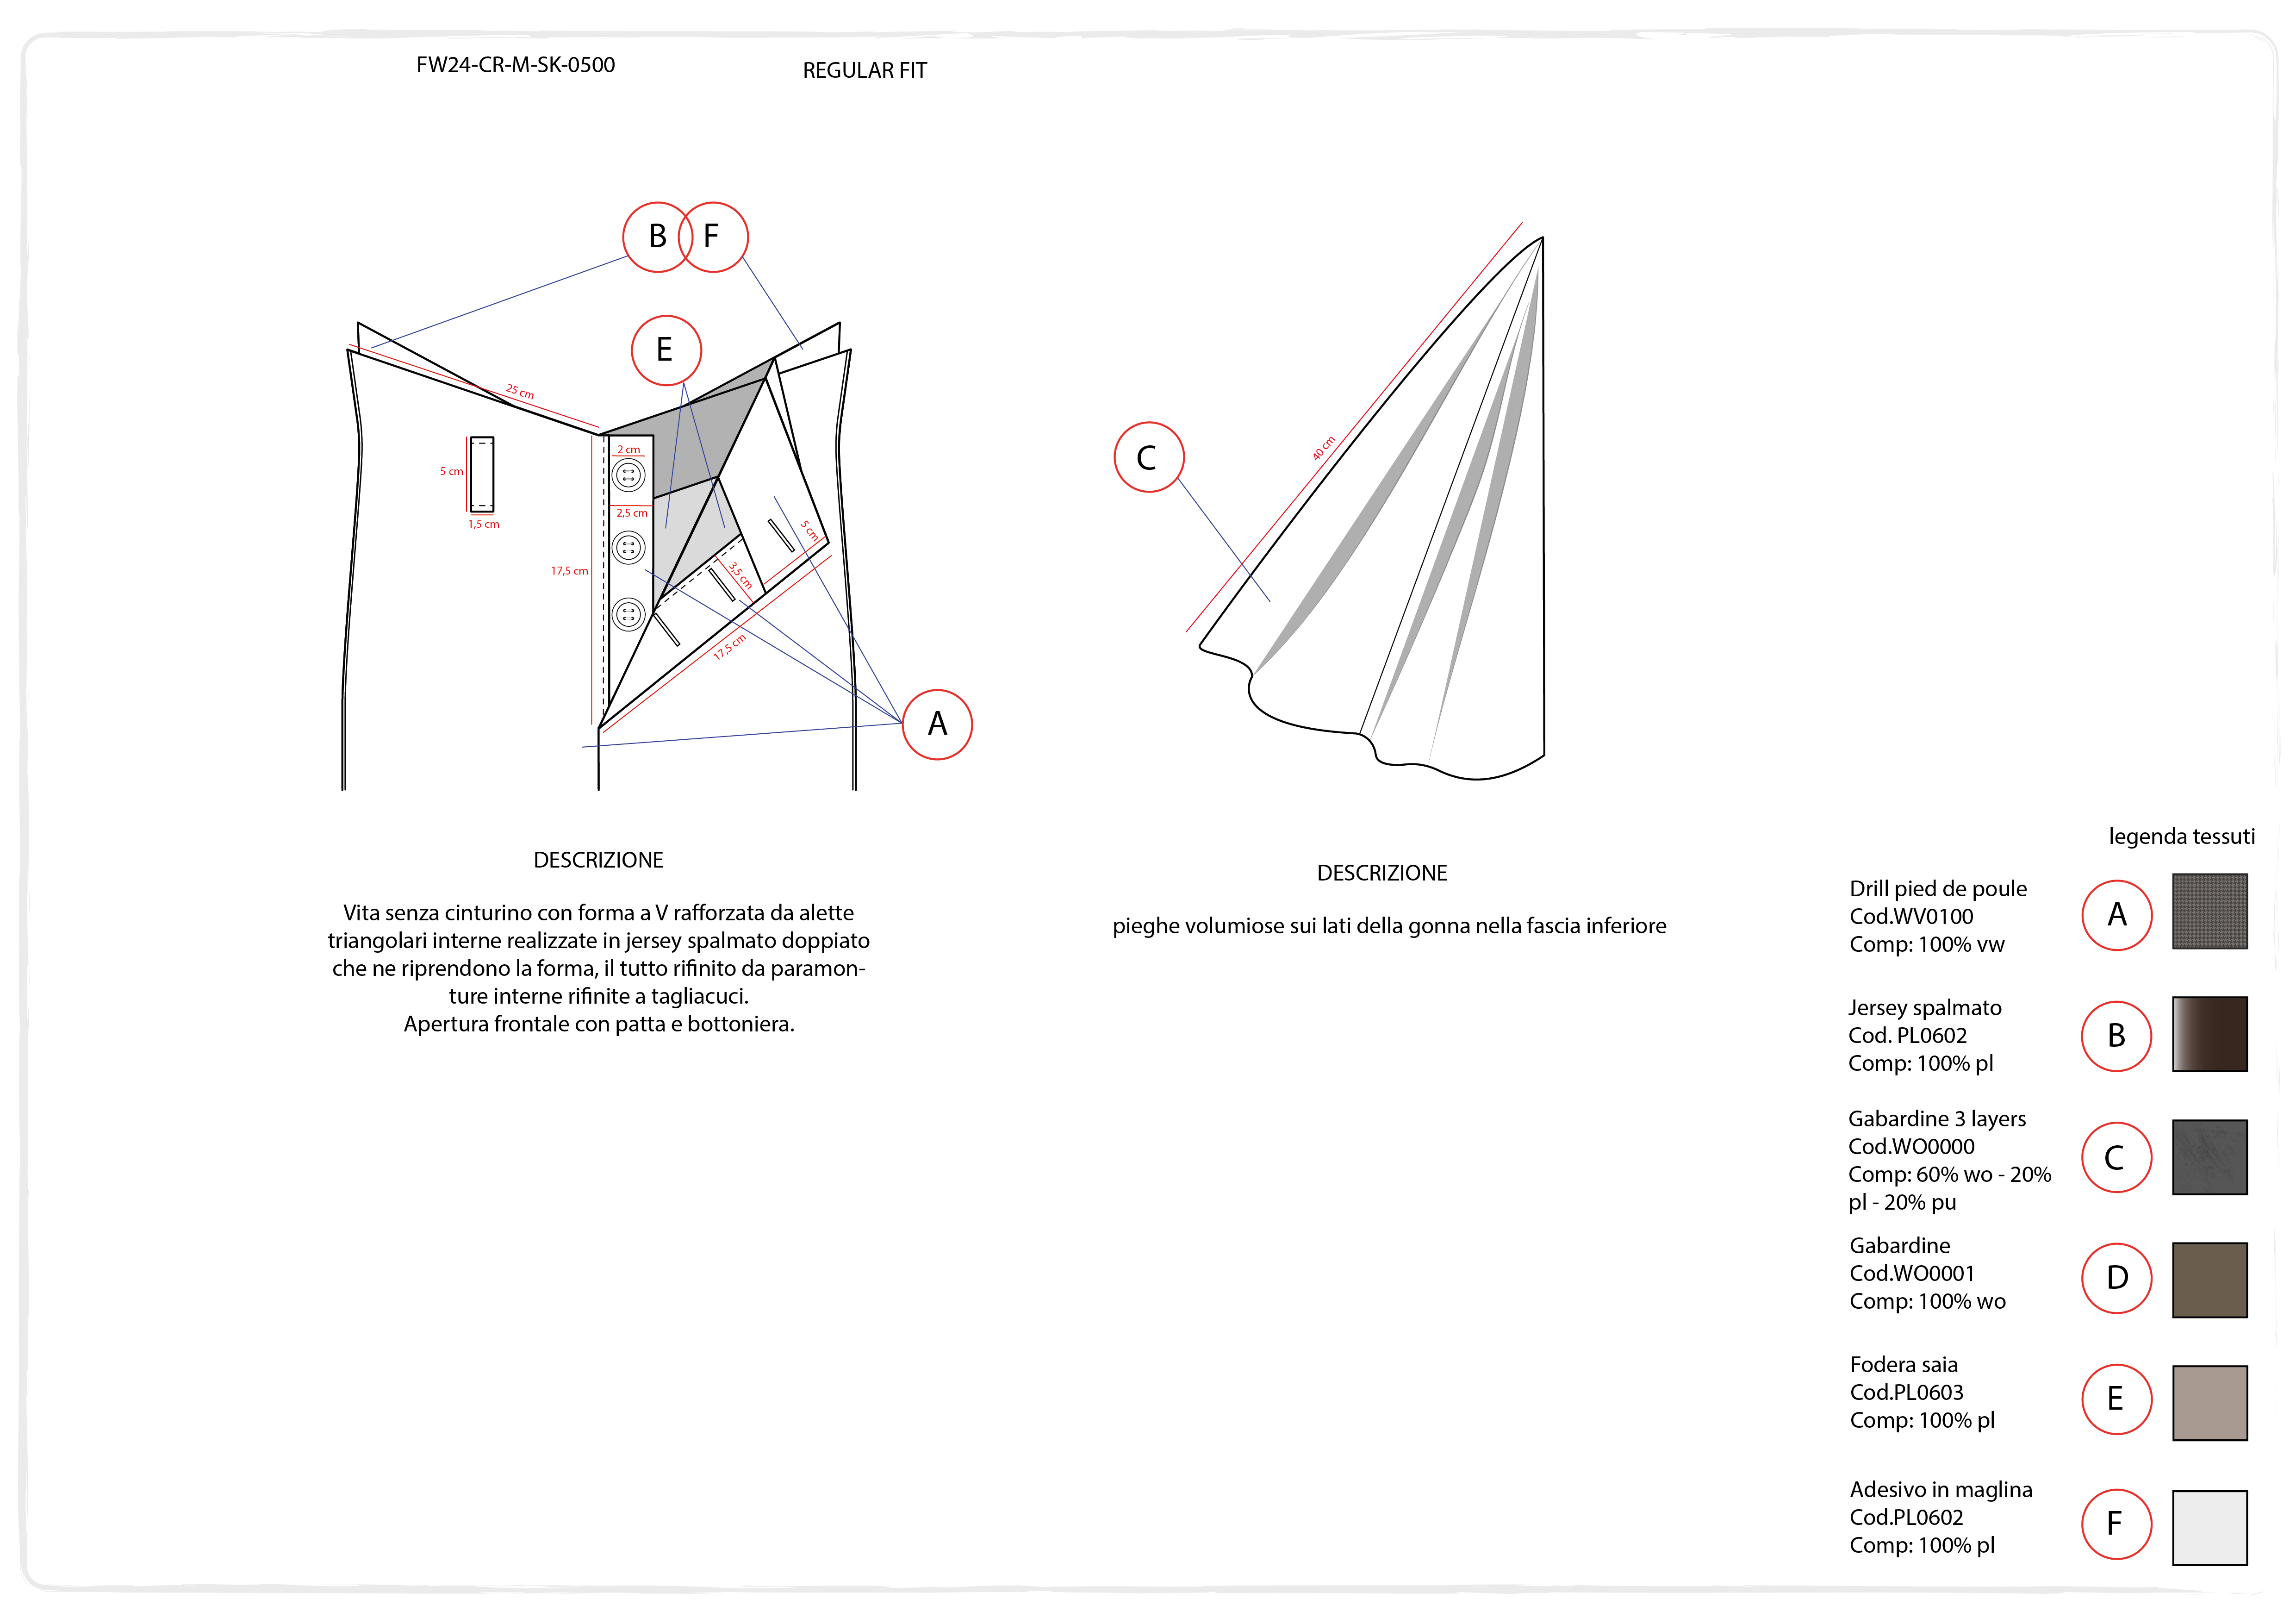 FW24-CR-M-SK-0500
REGULAR FIT
B
F
E
25 cm
2 cm
5 cm
1,5 cm
2,5 cm
17,5 cm
5 cm
3,5 cm
17,5 cm
A
40 cm
C
DESCRIZIONE
Vita senza cinturino con forma a V rafforzata da alette
triangolari interne realizzate in jersey spalmato doppiato
che ne riprendono la forma, il tutto rifinito da paramon-
ture interne rifinite a tagliacuci.
Apertura frontale con patta e bottoniera.
DESCRIZIONE
pieghe volumiose sui lati della gonna nella fascia inferiore
legenda tessuti
Drill pied de poule
Cod.WV0100
Comp: 100% vw
A
Jersey spalmato
Cod. PL0602
Comp: 100% pl
B
Gabardine 3 layers
Cod.WO0000
Comp: 60% wo - 20%
pl - 20% pu
C
Gabardine
Cod.WO0001
Comp: 100% wo
D
Fodera saia
Cod.PL0603
Comp: 100% pl
E
Adesivo in maglina
Cod.PL0602
Comp: 100% pl
F